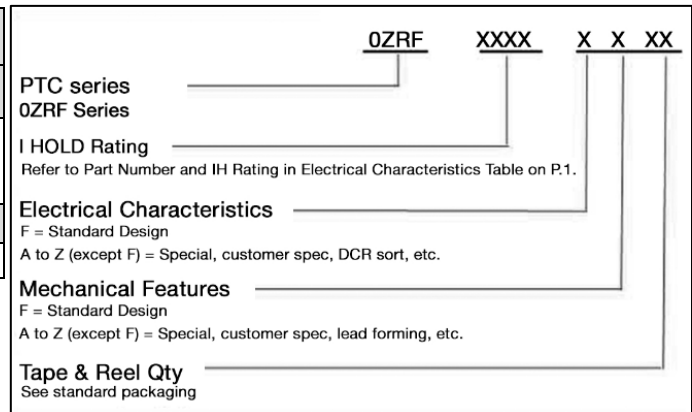 0ZRF XXXX X X XX
PTC series
0ZRF Series
I HOLD Rating
Refer to Part Number and IH Rating in Electrical Characteristics Table on P.1.
Electrical Characteristics
F = Standard Design
A to Z (except F) = Special, customer spec, DCR sort, etc.
Mechanical Features
F = Standard Design
A to Z (except F) = Special, customer spec, lead forming, etc.
Tape & Reel Qty
See standard packaging